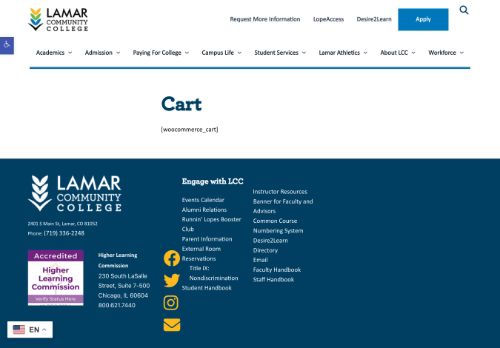 LAMAR
COMMUNITY
COLLEGE
Request More Information
LopeAccess
Desire2Learn
Apply
Academics
Admission
Paying For College
Campus Life
Student Services
Lamar Athletics
About LCC
Workforce
Cart
[woocommerce_cart]
LAMAR
COMMUNITY
COLLEGE
2401 S Main St, Lamar, CO 81052
Phone: (719) 336-2248
Accredited
Higher
Learning
Commission
Verify Status Here
Higher Learning
Commission
230 South LaSalle
Street, Suite 7-500
Chicago, IL 60604
800.621.7440
Engage with LCC
Events Calendar
Alumni Relations
Runnin' Lopes Booster
Club
Parent Information
External Room
Reservations
Title IX:
Nondiscrimination
Student Handbook
Instructor Resources
Banner for Faculty and
Advisors
Common Course
Numbering System
Desire2Learn
Directory
Email
Faculty Handbook
Staff Handbook
EN